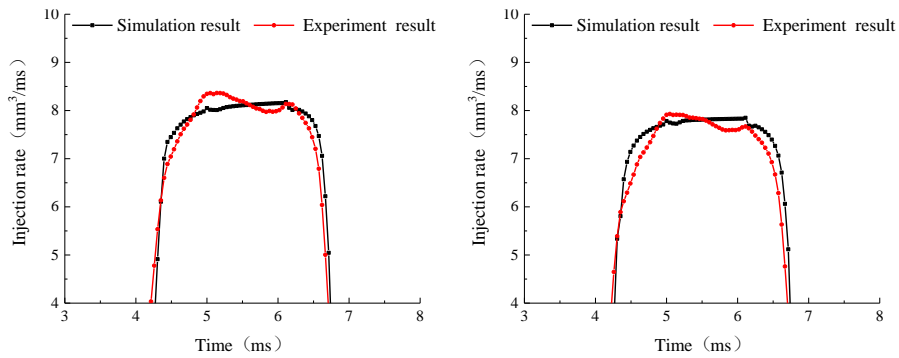 Simulation result Experiment result
Injection rate（mm³/ms）
10
9
8
7
6
5
4
3 4 5 6 7 8
Time（ms）
Simulation result Experiment result
Injection rate（mm³/ms）
10
9
8
7
6
5
4
3 4 5 6 7 8
Time（ms）